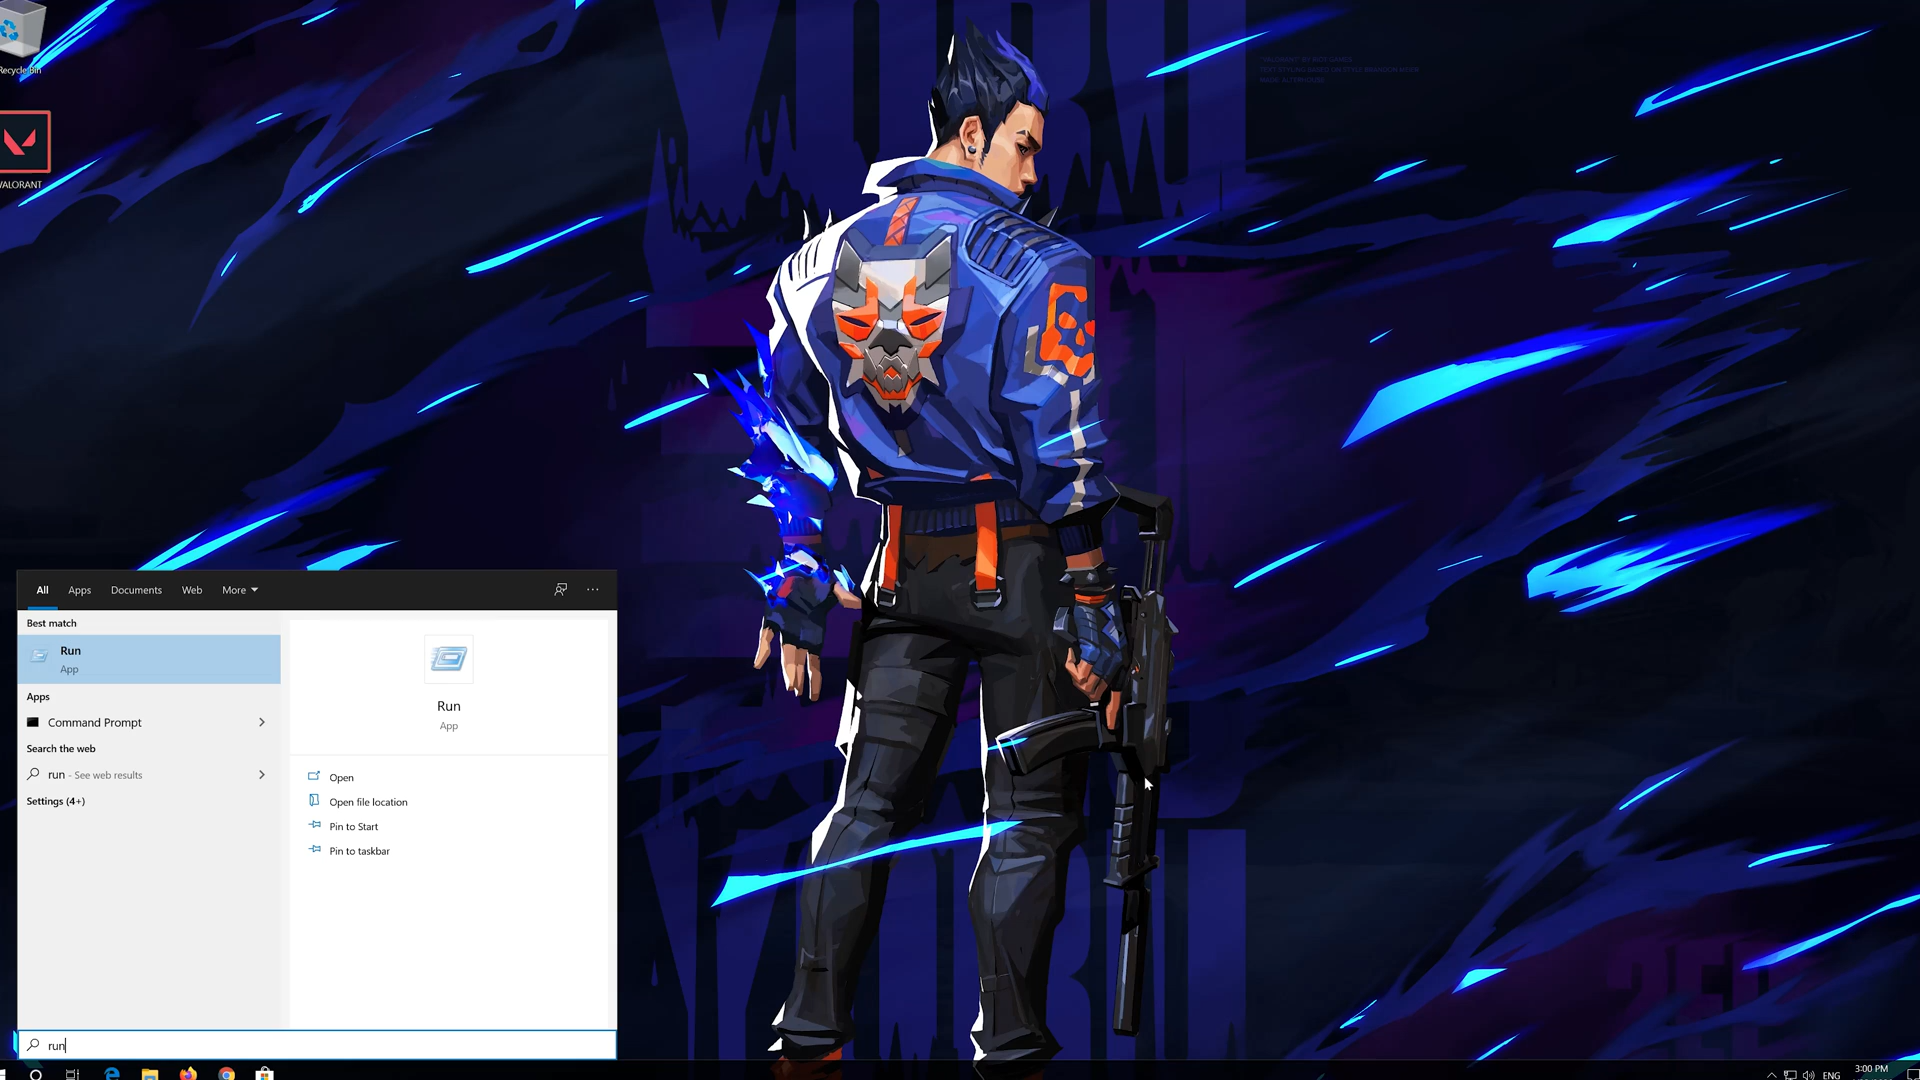 Recycle Bin
VALORANT
All Apps Documents Web More
Best match
Run
App
Apps
Command Prompt
Search the web
run - See web results
Settings (4+)
Run
App
Open
Open file location
Pin to Start
Pin to taskbar
run
ENG
3:00 PM